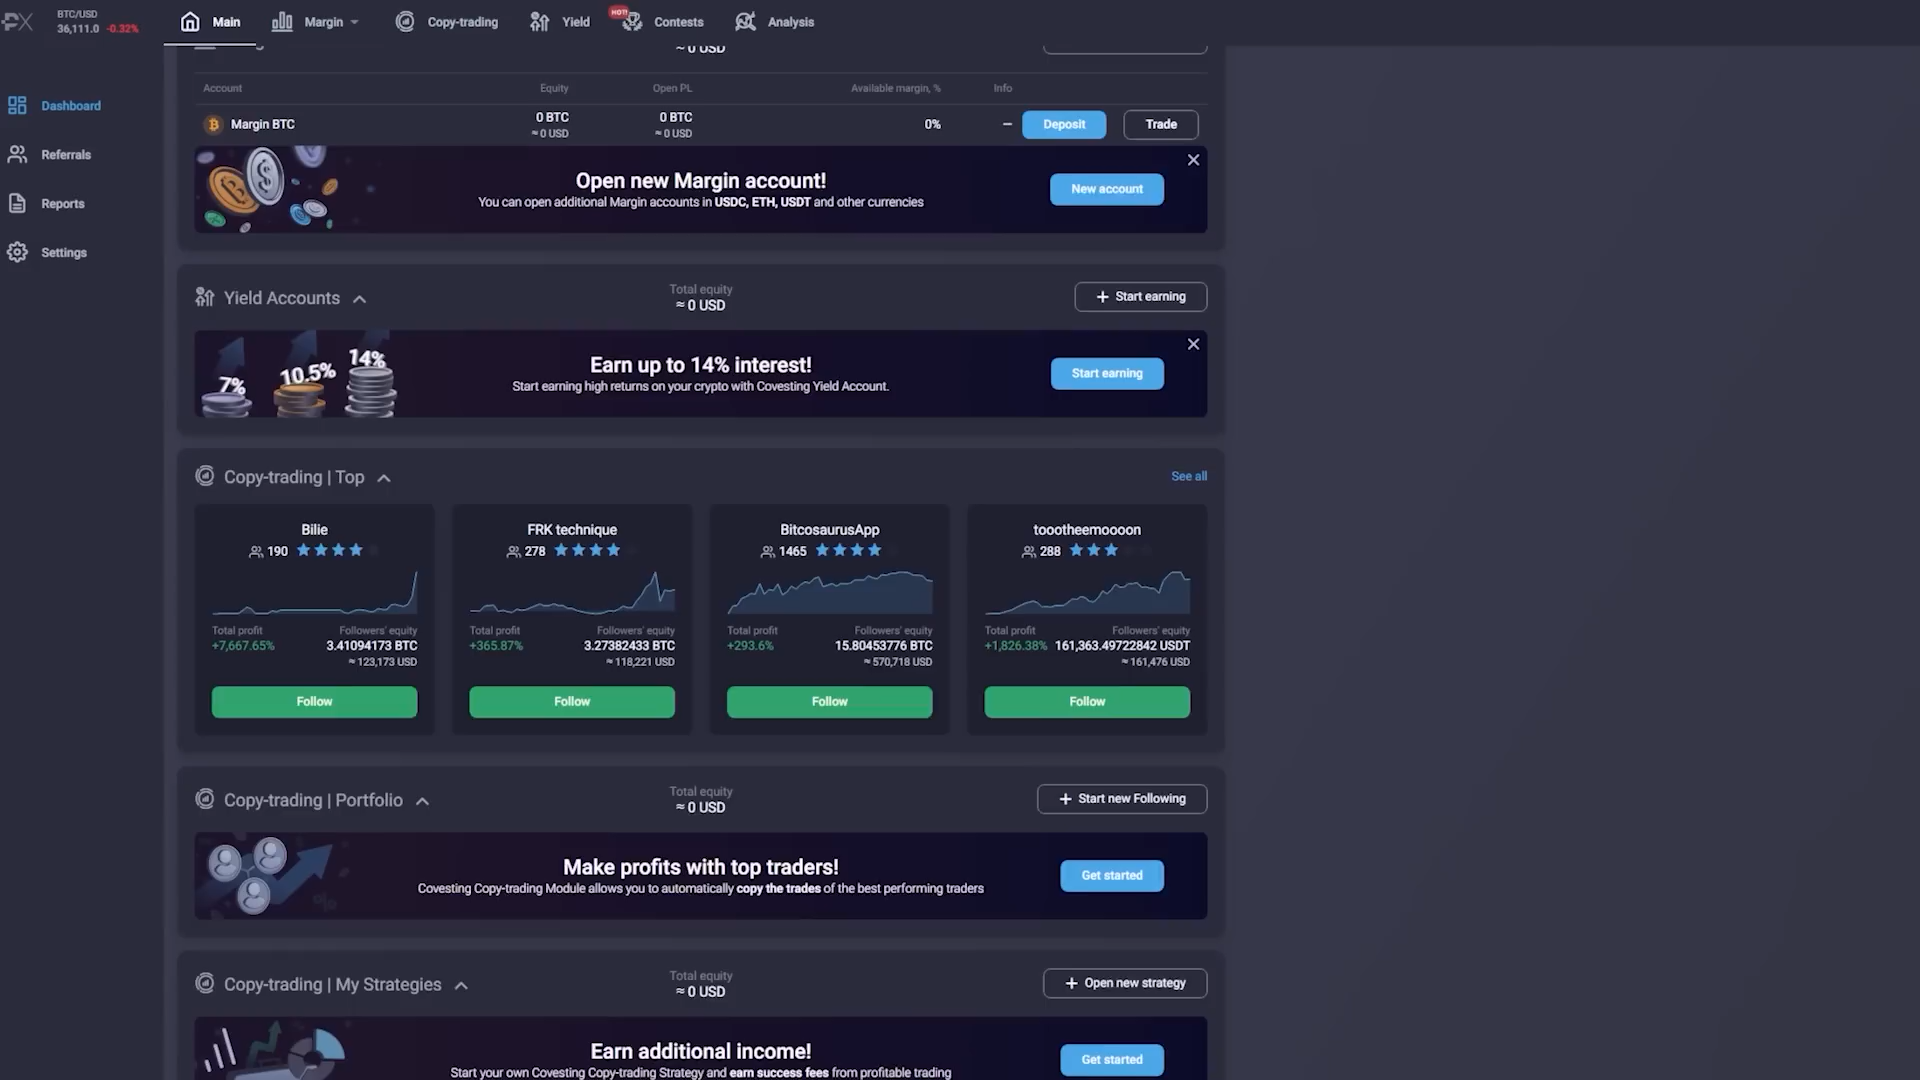 PX
BTC/USD
36,111.0 -0.32%
Main
Margin
Copy-trading
Yield
HOT!
Contests
Analysis
Dashboard
Referrals
Reports
Settings
≈ 0 USD
Account Equity Open PL Available margin, % Info
Margin BTC 0 BTC 0 BTC 0% – Deposit Trade
≈ 0 USD ≈ 0 USD
Open new Margin account!
You can open additional Margin accounts in USDC, ETH, USDT and other currencies
New account
Yield Accounts
Total equity
≈ 0 USD
+ Start earning
7% 10.5% 14%
Earn up to 14% interest!
Start earning high returns on your crypto with Covesting Yield Account.
Start earning
Copy-trading | Top
See all
Bilie
190
Total profit Followers' equity
+7,667.65% 3.41094173 BTC
≈ 123,173 USD
Follow
FRK technique
278
Total profit Followers' equity
+365.87% 3.27382433 BTC
≈ 118,221 USD
Follow
BitcosaurusApp
1465
Total profit Followers' equity
+293.6% 15.80453776 BTC
≈ 570,718 USD
Follow
toootheemoooon
288
Total profit Followers' equity
+1,826.38% 161,363.49722842 USDT
≈ 161,476 USD
Follow
Copy-trading | Portfolio
Total equity
≈ 0 USD
+ Start new Following
Make profits with top traders!
Covesting Copy-trading Module allows you to automatically copy the trades of the best performing traders
Get started
Copy-trading | My Strategies
Total equity
≈ 0 USD
+ Open new strategy
Earn additional income!
Start your own Covesting Copy-trading Strategy and earn success fees from profitable trading
Get started